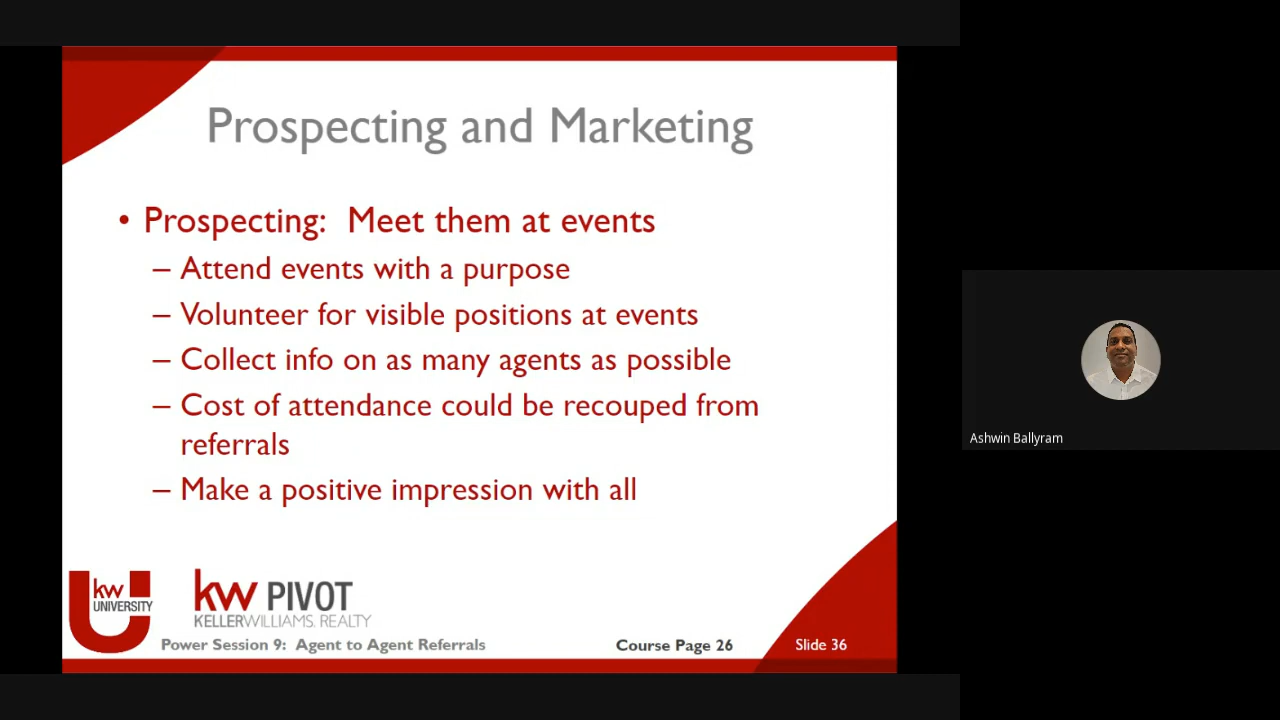 Prospecting and Marketing
• Prospecting: Meet them at events
– Attend events with a purpose
– Volunteer for visible positions at events
– Collect info on as many agents as possible
– Cost of attendance could be recouped from
referrals
– Make a positive impression with all
kw
UNIVERSITY
kw PIVOT
KELLERWILLIAMS. REALTY
Power Session 9: Agent to Agent Referrals
Course Page 26
Slide 36
Ashwin Ballyram